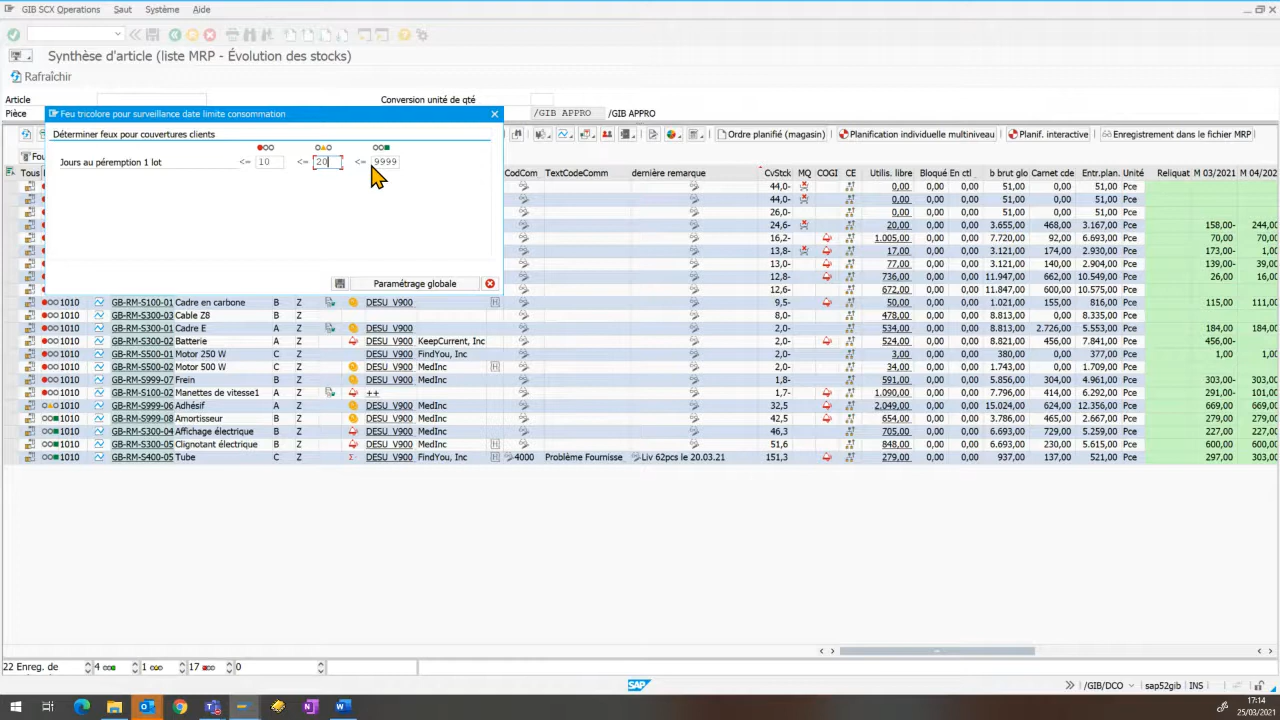 GIB SCX Operations Saut Système Aide
Synthèse d'article (liste MRP - Évolution des stocks)
Rafraîchir
Article Conversion unité de qté
Pièce /GIB APPRO /GIB APPRO
Feu tricolore pour surveillance date limite consommation
Déterminer feux pour couvertures clients
Jours au péremption 1 lot <= 10 <= 20 <= 9999
Paramétrage globale
Ordre planifié (magasin) Planification individuelle multiniveau Planif. interactive Enregistrement dans le fichier MRP
Fou
Tous CodCom TextCodeComm dernière remarque CvStck MQ COGI CE Utilis. libre Bloqué En ctl b brut glo Carnet cde Entr.plan. Unité Reliquat M 03/2021 M 04/202
44,0- 0,00 0,00 0,00 51,00 0,00 51,00 Pce
44,0- 0,00 0,00 0,00 51,00 0,00 51,00 Pce
26,0- 0,00 0,00 0,00 51,00 0,00 51,00 Pce
24,6- 20,00 0,00 0,00 3.655,00 468,00 3.167,00 Pce 158,00- 244,00
16,2- 1.005,00 0,00 0,00 7.720,00 92,00 6.693,00 Pce 70,00 70,00
13,8- 17,00 0,00 0,00 3.120,00 174,00 2.930,00 Pce 173,00- 1,00
13,0- 77,00 0,00 0,00 3.124,00 140,00 2.904,00 Pce 139,00- 39,00
12,8- 736,00 0,00 0,00 11.947,00 662,00 10.549,00 Pce 26,00 16,00
12,6- 672,00 0,00 0,00 8.813,00 0,00 8.141,00 Pce
1010 GB-RM-S100-01 Cadre en carbone B Z DESU_V900 H 9,5- 50,00 0,00 0,00 1.021,00 155,00 816,00 Pce 115,00 111,00
1010 GB-RM-S300-03 Cable Z8 B Z 8,0- 478,00 0,00 0,00 8.813,00 0,00 8.335,00 Pce
1010 GB-RM-S300-01 Cadre E A Z DESU_V900 2,0- 534,00 0,00 0,00 8.813,00 2.726,00 5.553,00 Pce 184,00 184,00
1010 GB-RM-S300-02 Batterie A Z KeepCurrent, Inc 2,0- 524,00 0,00 0,00 8.821,00 456,00 7.841,00 Pce 456,00-
1010 GB-RM-S500-01 Motor 250 W C Z DESU_V900 FindYou, Inc 2,0- 3,00 0,00 0,00 380,00 0,00 377,00 Pce 1,00 1,00
1010 GB-RM-S500-02 Motor 500 W C Z DESU_V900 MedInc H 2,0- 34,00 0,00 0,00 1.743,00 0,00 1.709,00 Pce
1010 GB-RM-S999-07 Frein A Z DESU_V900 MedInc 1,8- 591,00 0,00 0,00 5.856,00 304,00 4.961,00 Pce 303,00- 303,00
1010 GB-RM-S100-02 Manettes de vitesse1 A Z ++ 1,7- 1.090,00 0,00 0,00 7.796,00 414,00 6.292,00 Pce 291,00- 101,00
1010 GB-RM-S999-06 Adhésif A Z DESU_V900 MedInc 32,5 2.049,00 0,00 0,00 15.024,00 624,00 12.356,00 Pce 669,00 669,00
1010 GB-RM-S999-08 Amortisseur A Z DESU_V900 MedInc 42,5 654,00 0,00 0,00 3.786,00 465,00 2.667,00 Pce 103,00 103,00
1010 GB-RM-S300-04 Affichage électrique A Z DESU_V900 MedInc 46,3 705,00 0,00 0,00 6.663,00 729,00 5.259,00 Pce 227,00 227,00
1010 GB-RM-S300-05 Clignotant électrique A Z DESU_V900 MedInc H 51,6 848,00 0,00 0,00 6.693,00 230,00 5.615,00 Pce 600,00 600,00
1010 GB-RM-S400-05 Tube C Z DESU_V900 FindYou, Inc H 4000 Problème Fournisse Liv 62pcs le 20.03.21 151,3 279,00 0,00 0,00 937,00 137,00 521,00 Pce 297,00 303,00
22 Enreg. de 4 1 17 0
SAP /GIB/DCO sap52gib INS
17:14
25/03/2021